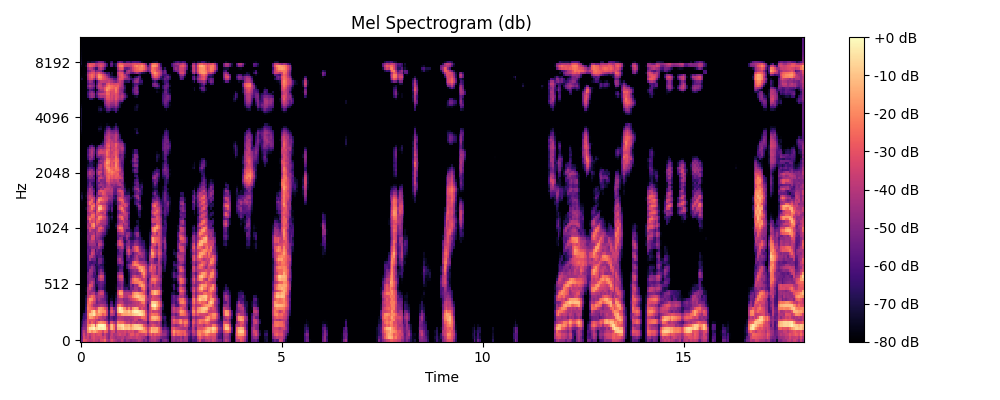 Mel Spectrogram (db)
8192
4096
2048
1024
512
0
Hz
0 5 10 15
Time
+0 dB
-10 dB
-20 dB
-30 dB
-40 dB
-50 dB
-60 dB
-70 dB
-80 dB